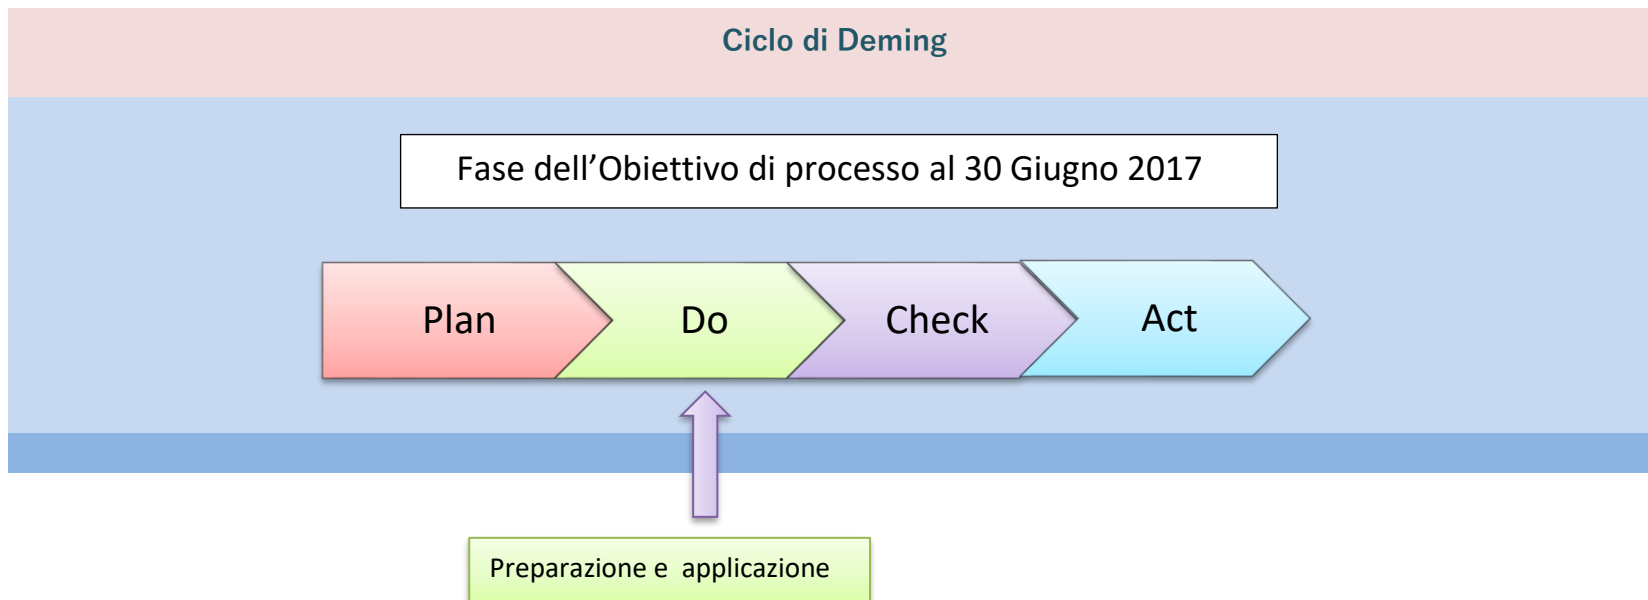 Ciclo di Deming
Fase dell’Obiettivo di processo al 30 Giugno 2017
Plan
Do
Check
Act
Preparazione e  applicazione